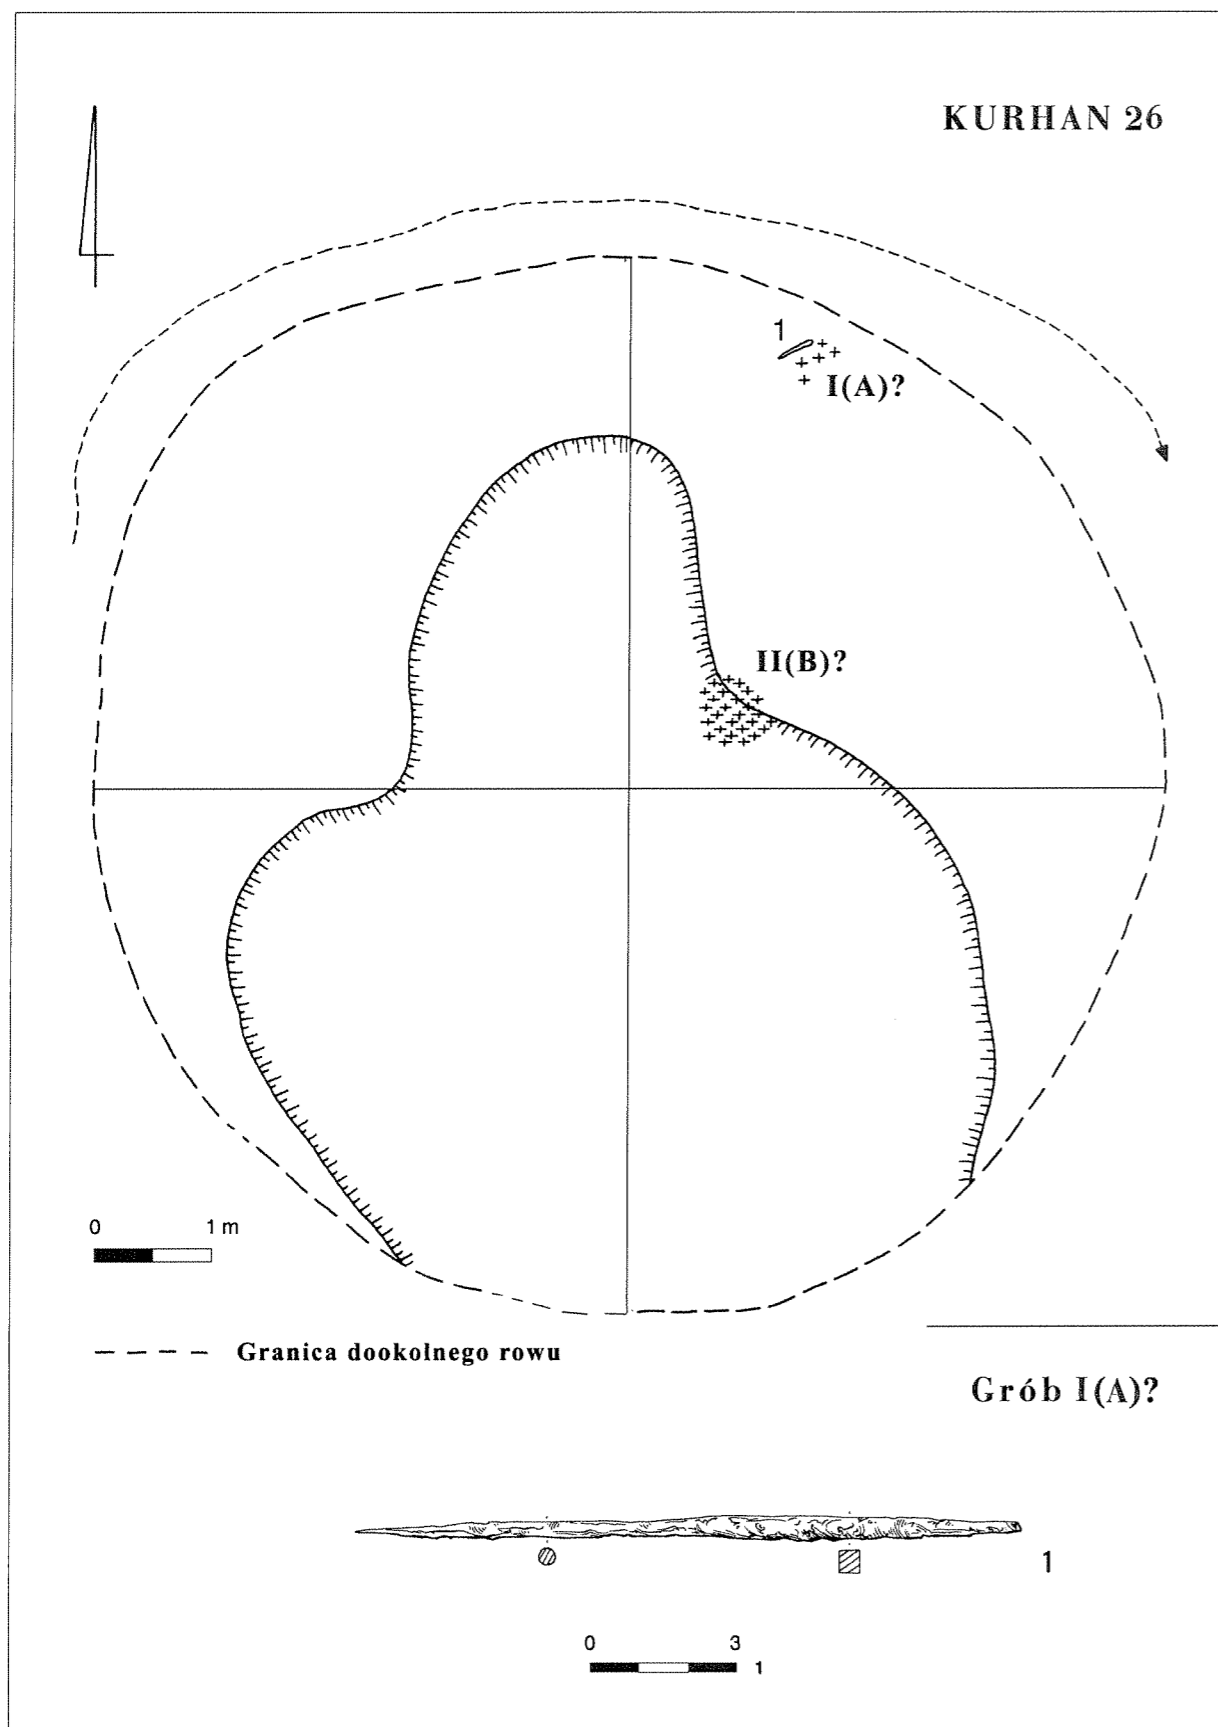 KURHAN 26
1
I(A)?
II(B)?
0 1 m
Granica dookolnego rowu
Grób I(A)?
1
0 3
1